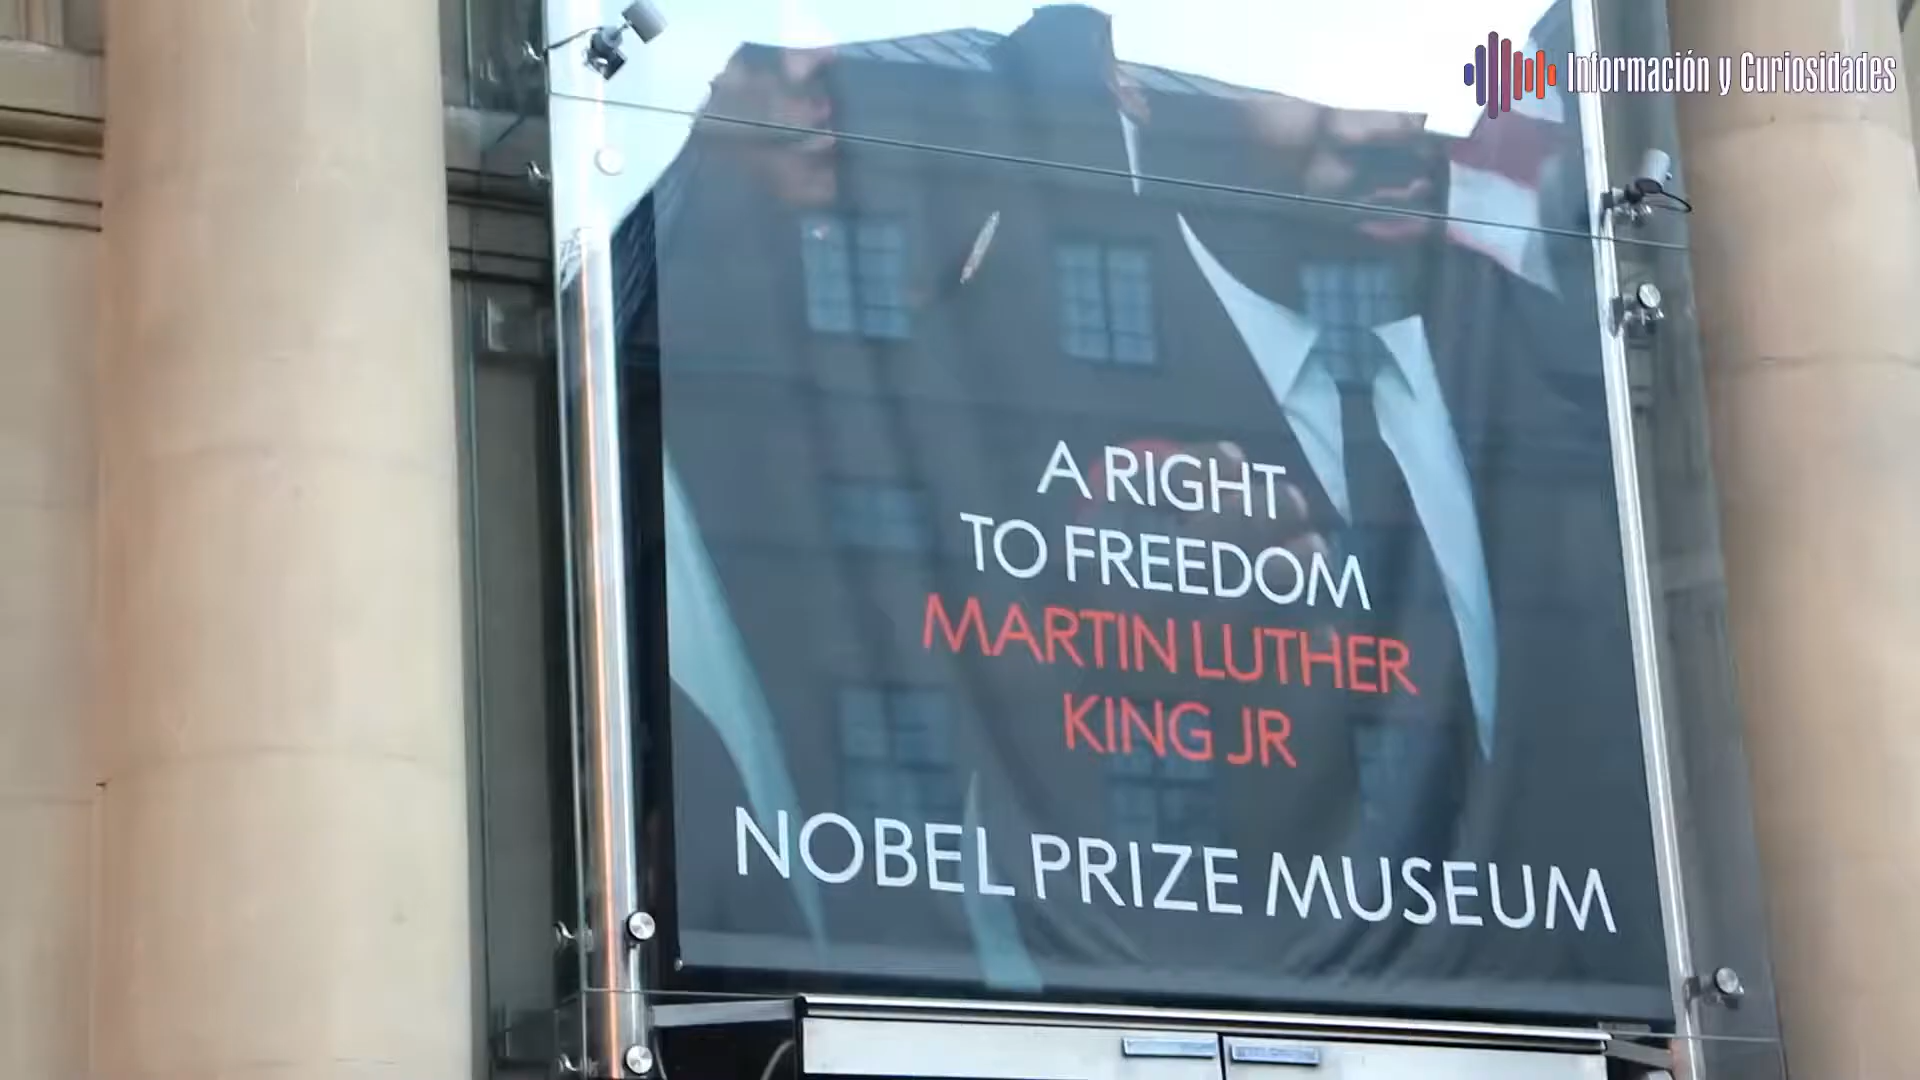 Información y Curiosidades
A RIGHT
TO FREEDOM
MARTIN LUTHER
KING JR
NOBEL PRIZE MUSEUM